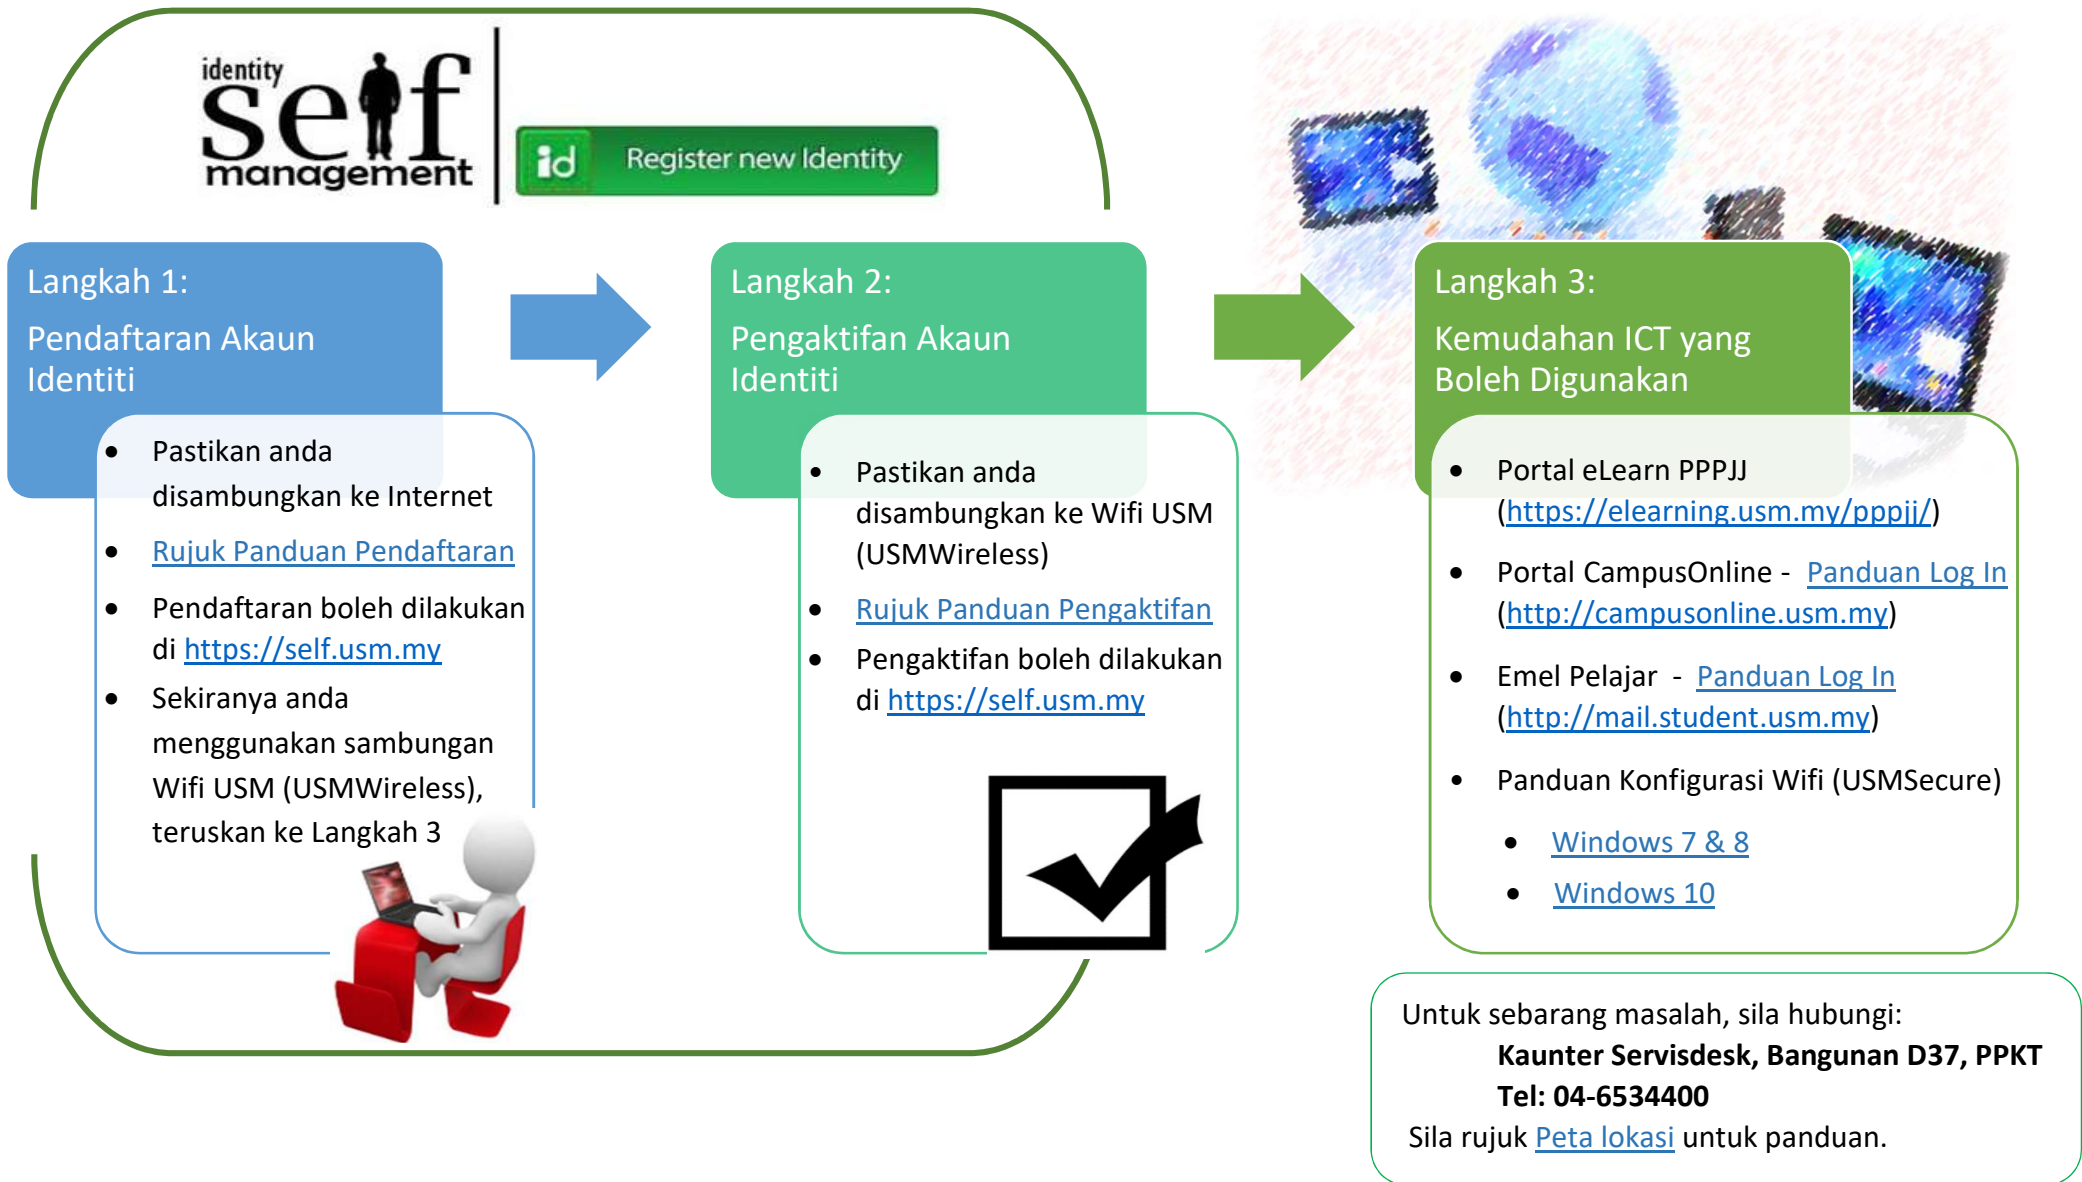 identity
self
management
id Register new Identity
Langkah 1:
Pendaftaran Akaun
Identiti
• Pastikan anda
disambungkan ke Internet
• Rujuk Panduan Pendaftaran
• Pendaftaran boleh dilakukan
di https://self.usm.my
• Sekiranya anda
menggunakan sambungan
Wifi USM (USMWireless),
teruskan ke Langkah 3
Langkah 2:
Pengaktifan Akaun
Identiti
• Pastikan anda
disambungkan ke Wifi USM
(USMWireless)
• Rujuk Panduan Pengaktifan
• Pengaktifan boleh dilakukan
di https://self.usm.my
Langkah 3:
Kemudahan ICT yang
Boleh Digunakan
• Portal eLearn PPPJJ
(https://elearning.usm.my/pppjj/)
• Portal CampusOnline - Panduan Log In
(http://campusonline.usm.my)
• Emel Pelajar - Panduan Log In
(http://mail.student.usm.my)
• Panduan Konfigurasi Wifi (USMSecure)
• Windows 7 & 8
• Windows 10
Untuk sebarang masalah, sila hubungi:
Kaunter Servisdesk, Bangunan D37, PPKT
Tel: 04-6534400
Sila rujuk Peta lokasi untuk panduan.